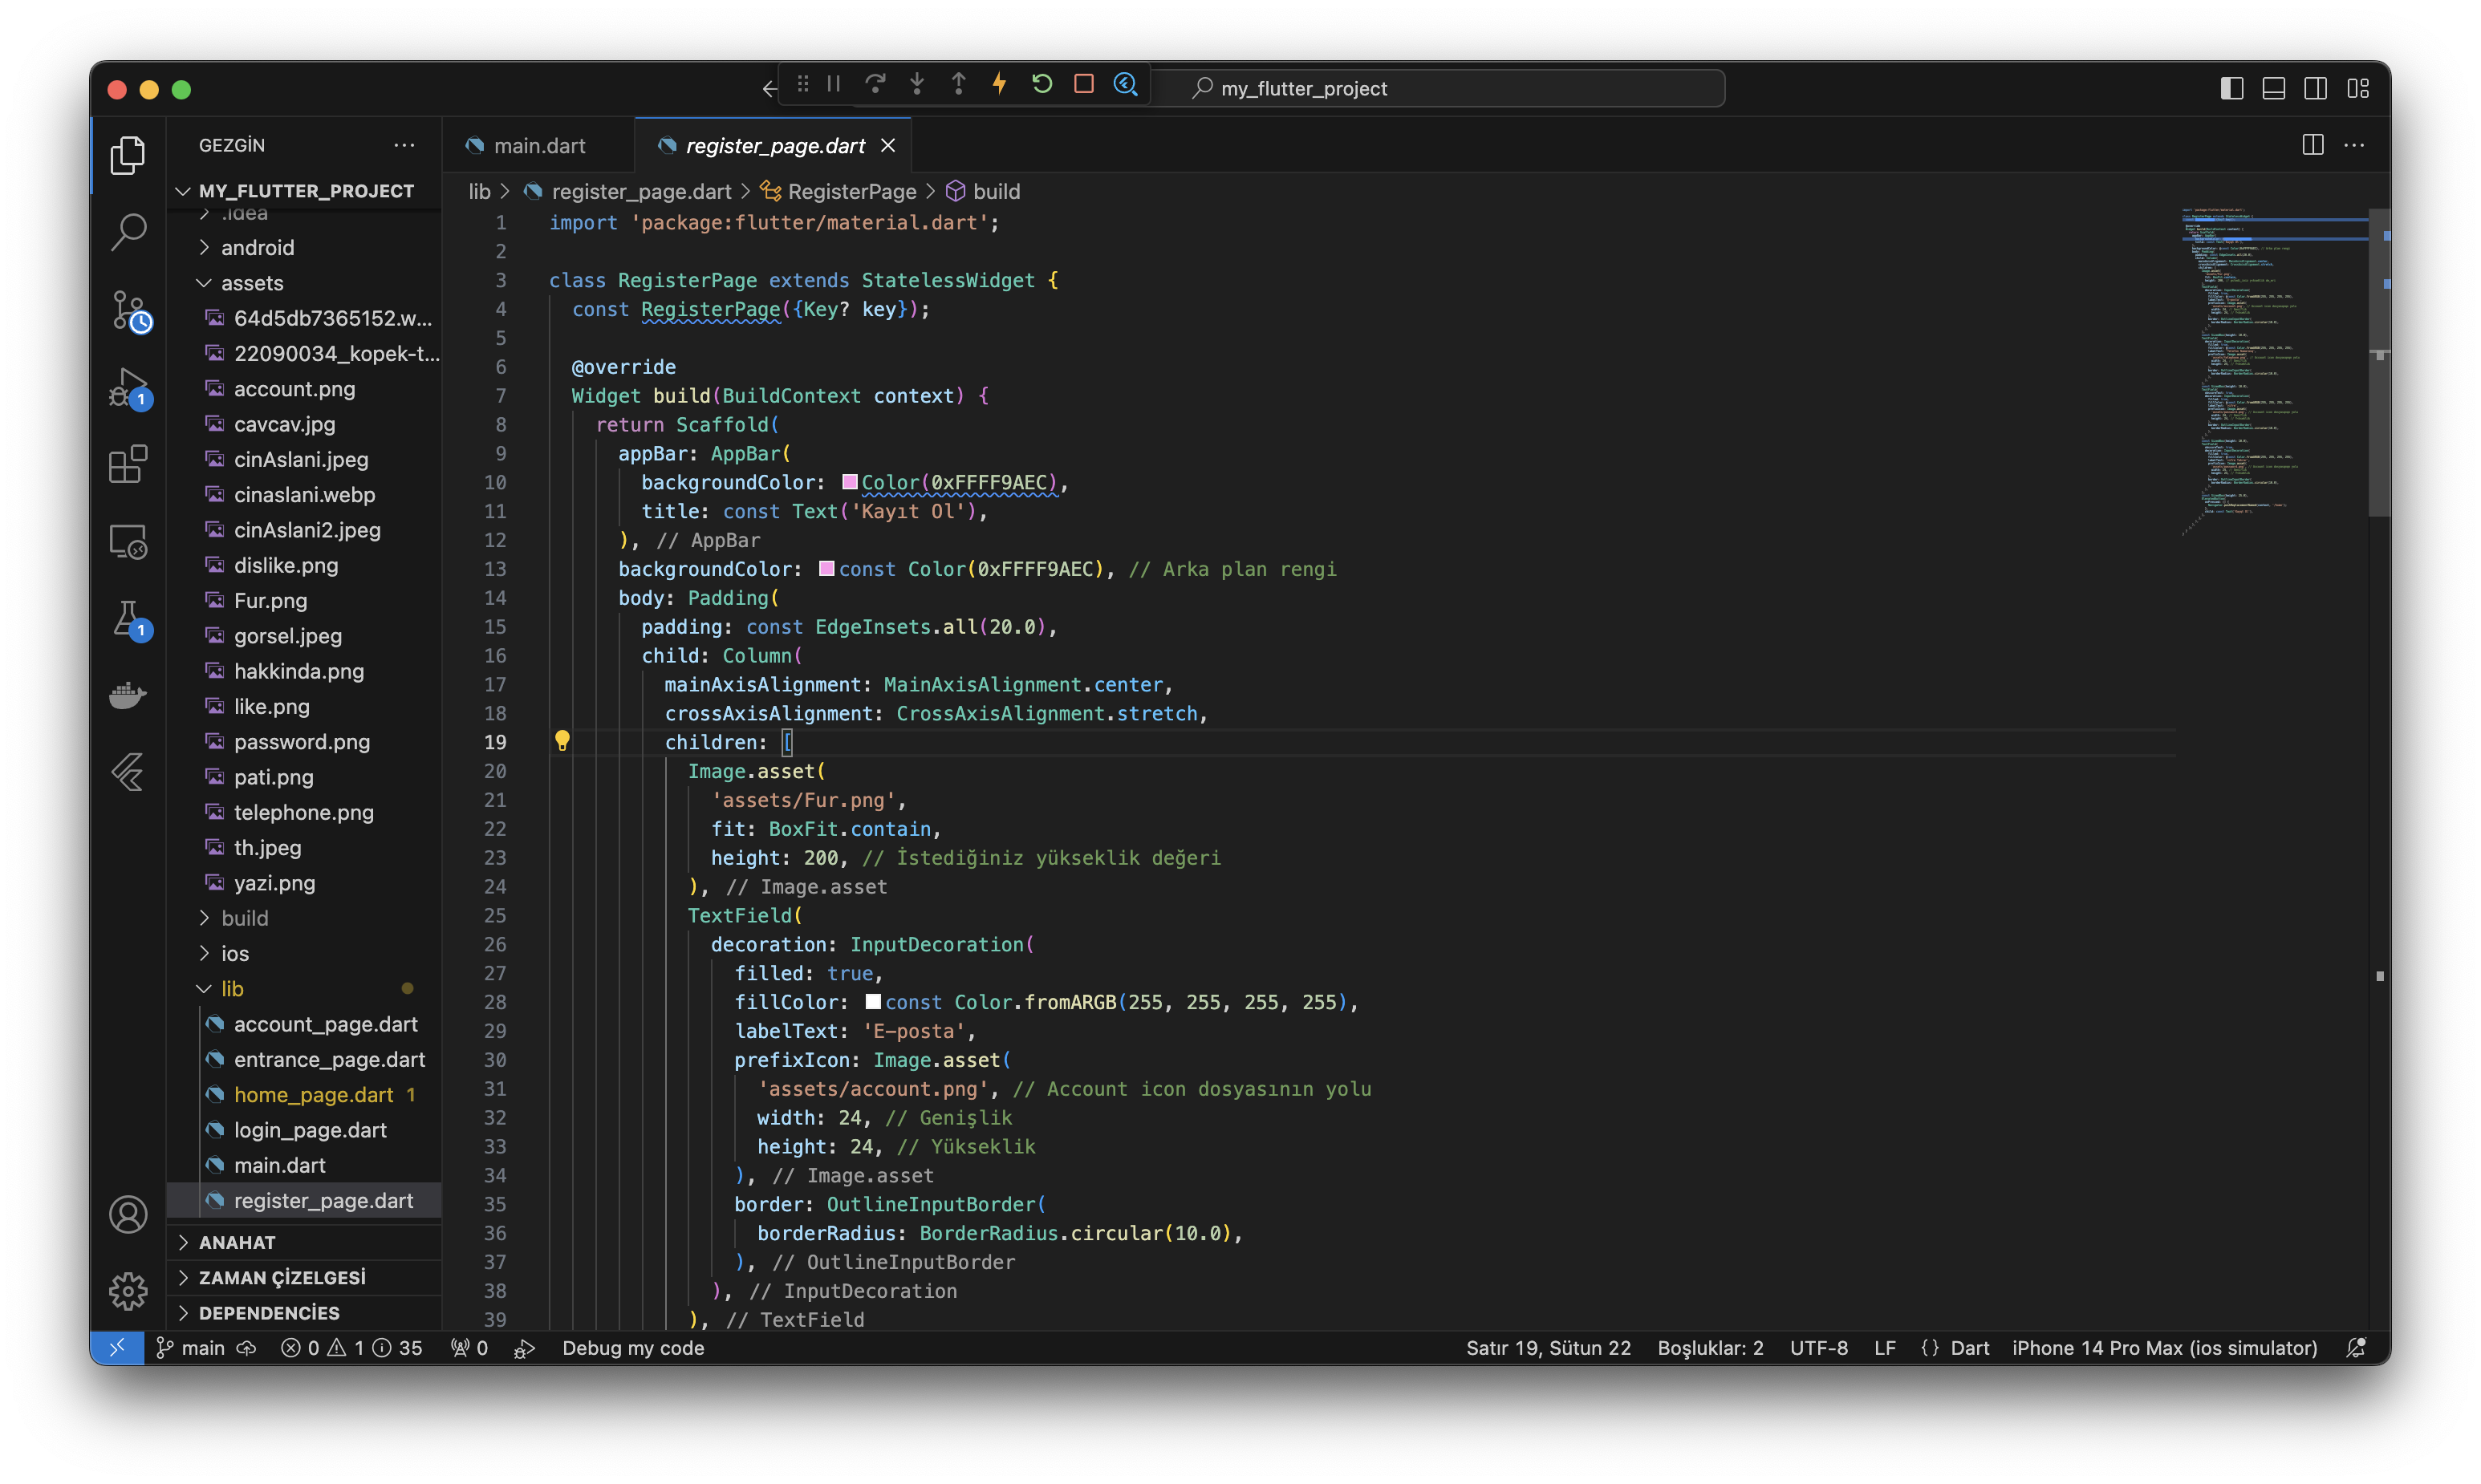 my_flutter_project
GEZGİN
main.dart
register_page.dart
MY_FLUTTER_PROJECT
.idea
android
assets
64d5db7365152.w...
22090034_kopek-t...
account.png
cavcav.jpg
cinAslani.jpeg
cinaslani.webp
cinAslani2.jpeg
dislike.png
Fur.png
gorsel.jpeg
hakkinda.png
like.png
password.png
pati.png
telephone.png
th.jpeg
yazi.png
build
ios
lib
account_page.dart
entrance_page.dart
home_page.dart 1
login_page.dart
main.dart
register_page.dart
ANAHAT
ZAMAN ÇİZELGESİ
DEPENDENCİES
1
1
lib > register_page.dart > RegisterPage > build
1 import 'package:flutter/material.dart';
2
3 class RegisterPage extends StatelessWidget {
4 const RegisterPage({Key? key});
5
6 @override
7 Widget build(BuildContext context) {
8 return Scaffold(
9 appBar: AppBar(
10 backgroundColor: Color(0xFFFF9AEC),
11 title: const Text('Kayıt Ol'),
12 ), // AppBar
13 backgroundColor: const Color(0xFFFF9AEC), // Arka plan rengi
14 body: Padding(
15 padding: const EdgeInsets.all(20.0),
16 child: Column(
17 mainAxisAlignment: MainAxisAlignment.center,
18 crossAxisAlignment: CrossAxisAlignment.stretch,
19 children: [
20 Image.asset(
21 'assets/Fur.png',
22 fit: BoxFit.contain,
23 height: 200, // İstediğiniz yükseklik değeri
24 ), // Image.asset
25 TextField(
26 decoration: InputDecoration(
27 filled: true,
28 fillColor: const Color.fromARGB(255, 255, 255, 255),
29 labelText: 'E-posta',
30 prefixIcon: Image.asset(
31 'assets/account.png', // Account icon dosyasının yolu
32 width: 24, // Genişlik
33 height: 24, // Yükseklik
34 ), // Image.asset
35 border: OutlineInputBorder(
36 borderRadius: BorderRadius.circular(10.0),
37 ), // OutlineInputBorder
38 ), // InputDecoration
39 ), // TextField
main 0 1 35 0 Debug my code Satır 19, Sütun 22 Boşluklar: 2 UTF-8 LF {} Dart iPhone 14 Pro Max (ios simulator)